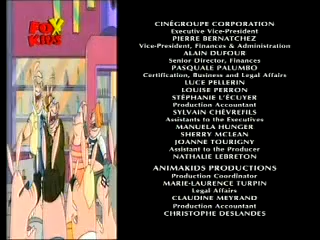 FOX
KIDS
CINÉGROUPE CORPORATION
Executive Vice-President
PIERRE BERNATCHEZ
Vice-President, Finances & Administration
ALAIN DUFOUR
Senior Director, Finances
PASQUALE PALUMBO
Certification, Business and Legal Affairs
LUCE PELLERIN
LOUISE PERRON
STÉPHANIE L'ÉCUYER
Production Accountant
SYLVAIN CHÈVREFILS
Assistants to the Executives
MANUELA HUNGER
SHERRY MCLEAN
JOANNE TOURIGNY
Assistant to the Producer
NATHALIE LEBRETON
ANIMAKIDS PRODUCTIONS
Production Coordinator
MARIE-LAURENCE TURPIN
Legal Affairs
CLAUDINE MEYRAND
Production Accountant
CHRISTOPHE DESLANDES